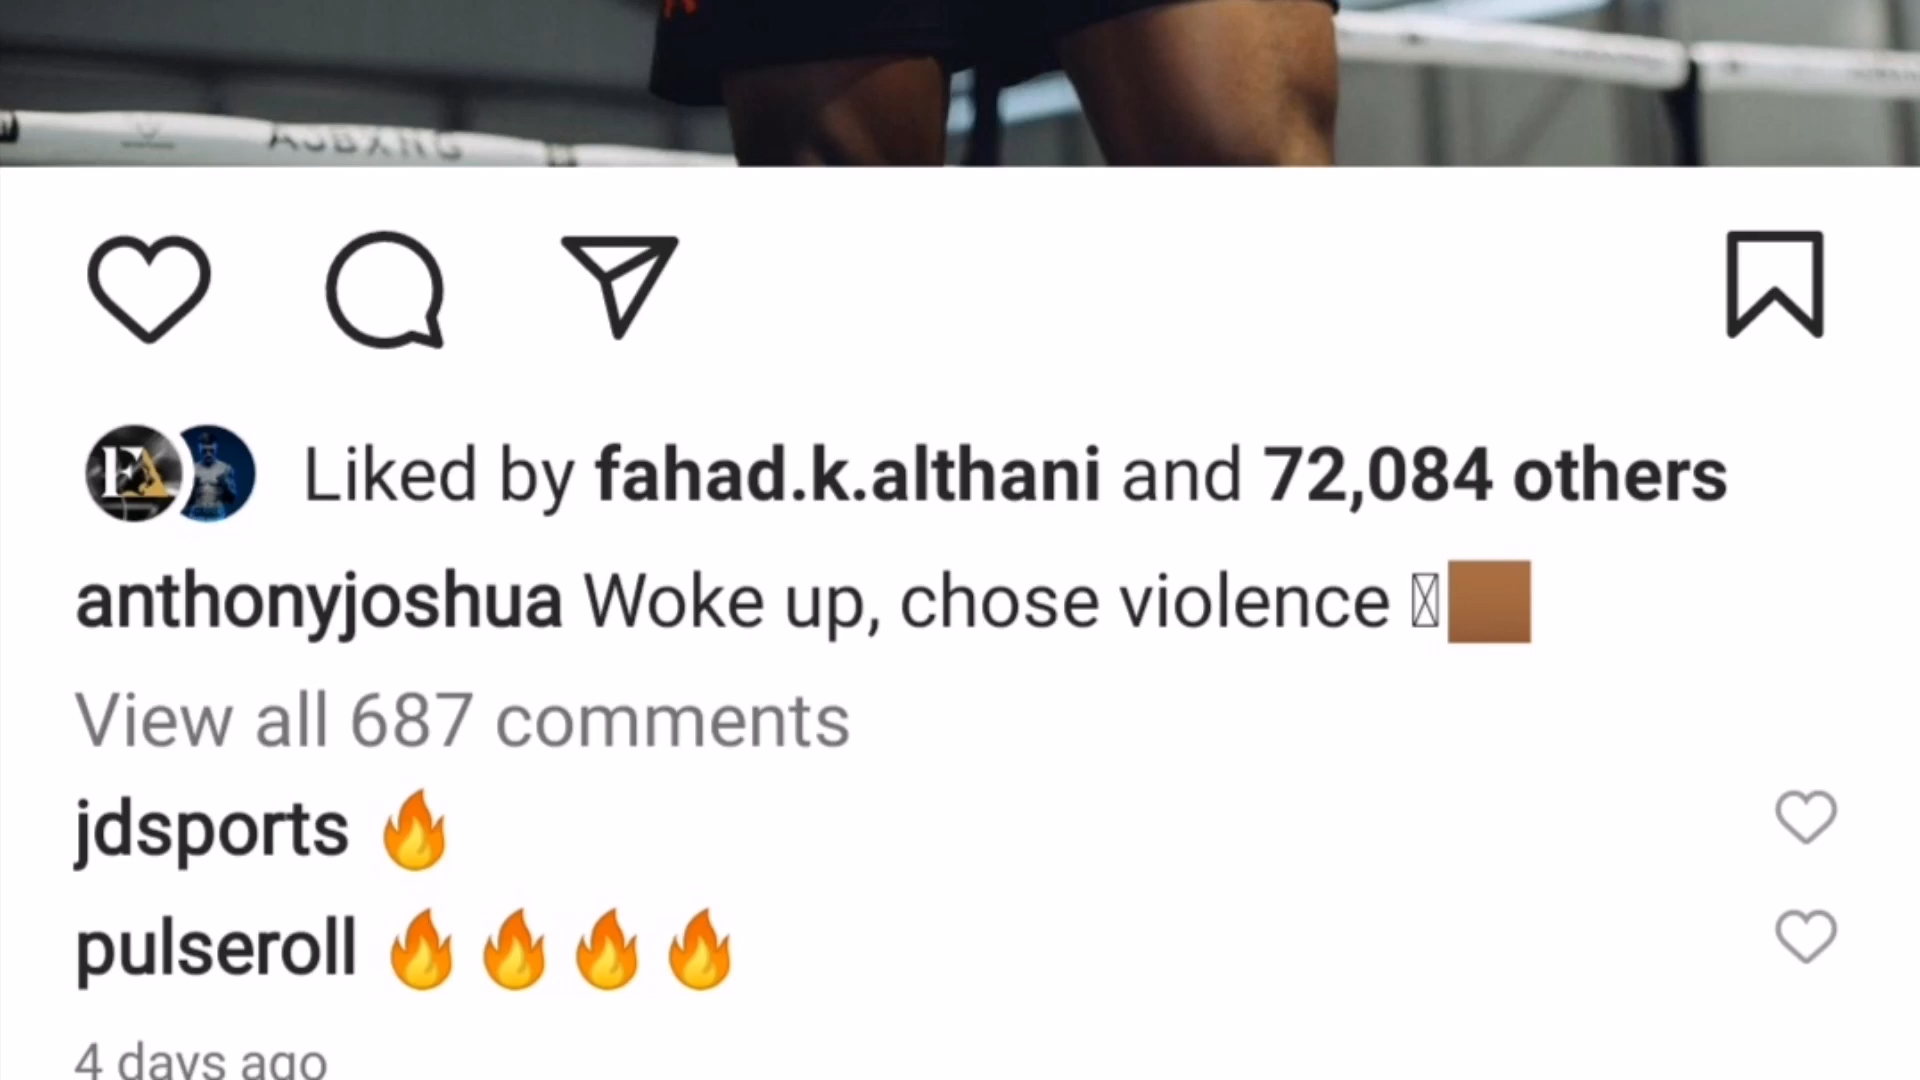 AJBXNG
Liked by fahad.k.althani and 72,084 others
anthonyjoshua Woke up, chose violence 🏽🟫
View all 687 comments
jdsports 🔥
pulseroll 🔥🔥🔥🔥
4 days ago